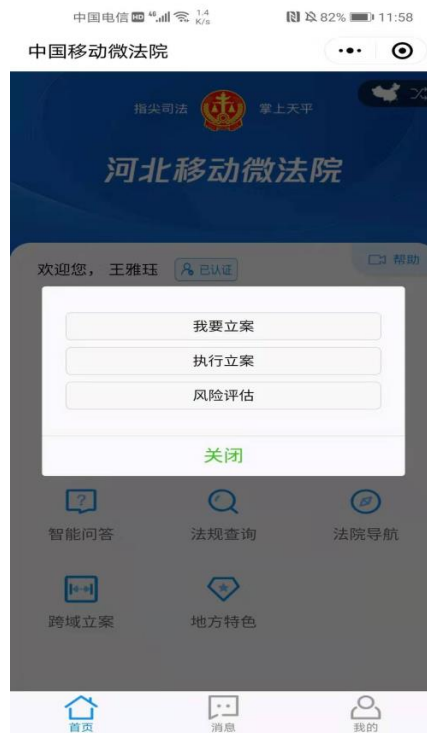 中国电信 HD 4G 1.4 K/s 82% 11:58
中国移动微法院
指尖司法 掌上天平
河北移动微法院
欢迎您， 王雅珏 已认证 帮助
我要立案
执行立案
风险评估
关闭
智能问答 法规查询 法院导航
跨域立案 地方特色
首页 消息 我的